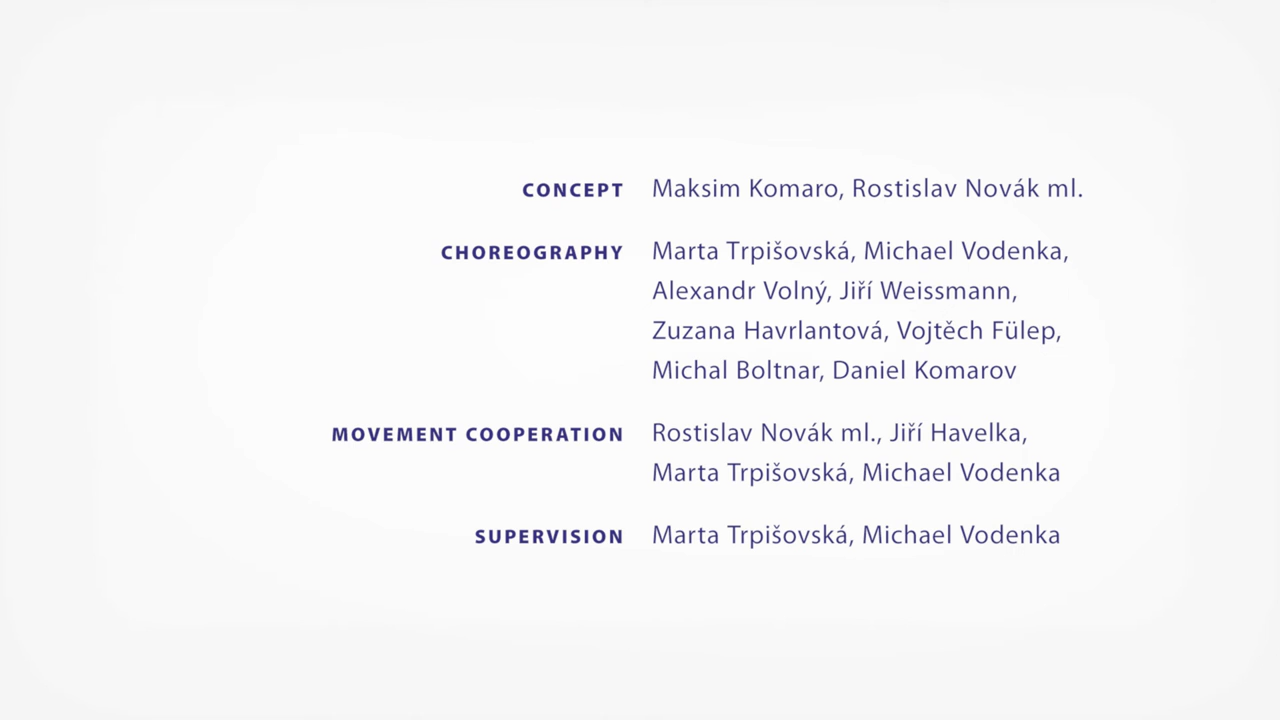 CONCEPT Maksim Komaro, Rostislav Novák ml.
CHOREOGRAPHY Marta Trpišovská, Michael Vodenka,
Alexandr Volný, Jiří Weissmann,
Zuzana Havrlantová, Vojtěch Fülep,
Michal Boltnar, Daniel Komarov
MOVEMENT COOPERATION Rostislav Novák ml., Jiří Havelka,
Marta Trpišovská, Michael Vodenka
SUPERVISION Marta Trpišovská, Michael Vodenka